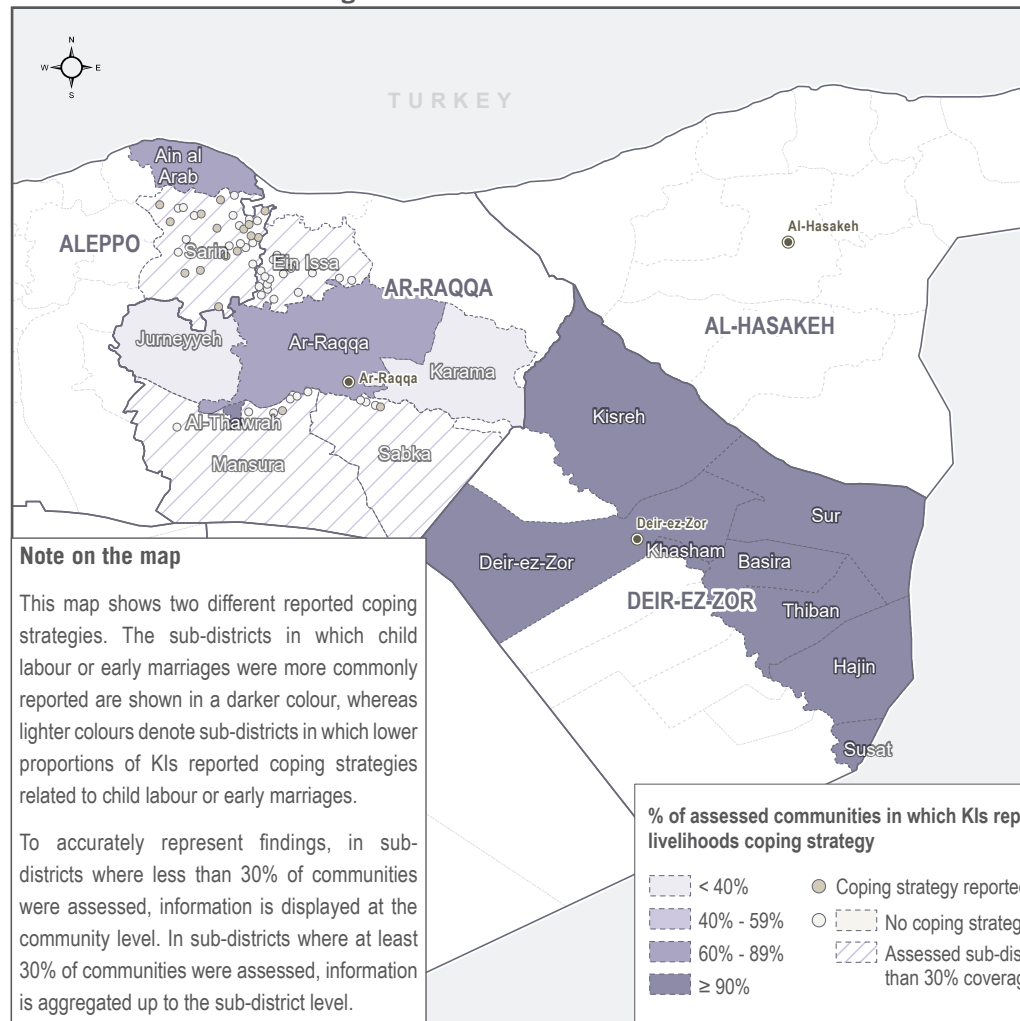 N
W E
S
TURKEY
Ain al
Arab
ALEPPO
Sarin
Ein Issa
Al-Hasakeh
AR-RAQQA
AL-HASAKEH
Jurneyyeh
Ar-Raqqa
Karama
Ar-Raqqa
Kisreh
Al-Thawrah
Mansura
Sabka
Sur
Deir-ez-Zor
Khasham
Basira
Deir-ez-Zor
DEIR-EZ-ZOR
Thiban
Hajin
Susat
Note on the map
This map shows two different reported coping
strategies. The sub-districts in which child
labour or early marriages were more commonly
reported are shown in a darker colour, whereas
lighter colours denote sub-districts in which lower
proportions of KIs reported coping strategies
related to child labour or early marriages.
To accurately represent findings, in sub-
districts where less than 30% of communities
were assessed, information is displayed at the
community level. In sub-districts where at least
30% of communities were assessed, information
is aggregated up to the sub-district level.
% of assessed communities in which KIs rep
livelihoods coping strategy
< 40%
40% - 59%
60% - 89%
≥ 90%
Coping strategy reported
No coping strateg
Assessed sub-dis
than 30% coverag